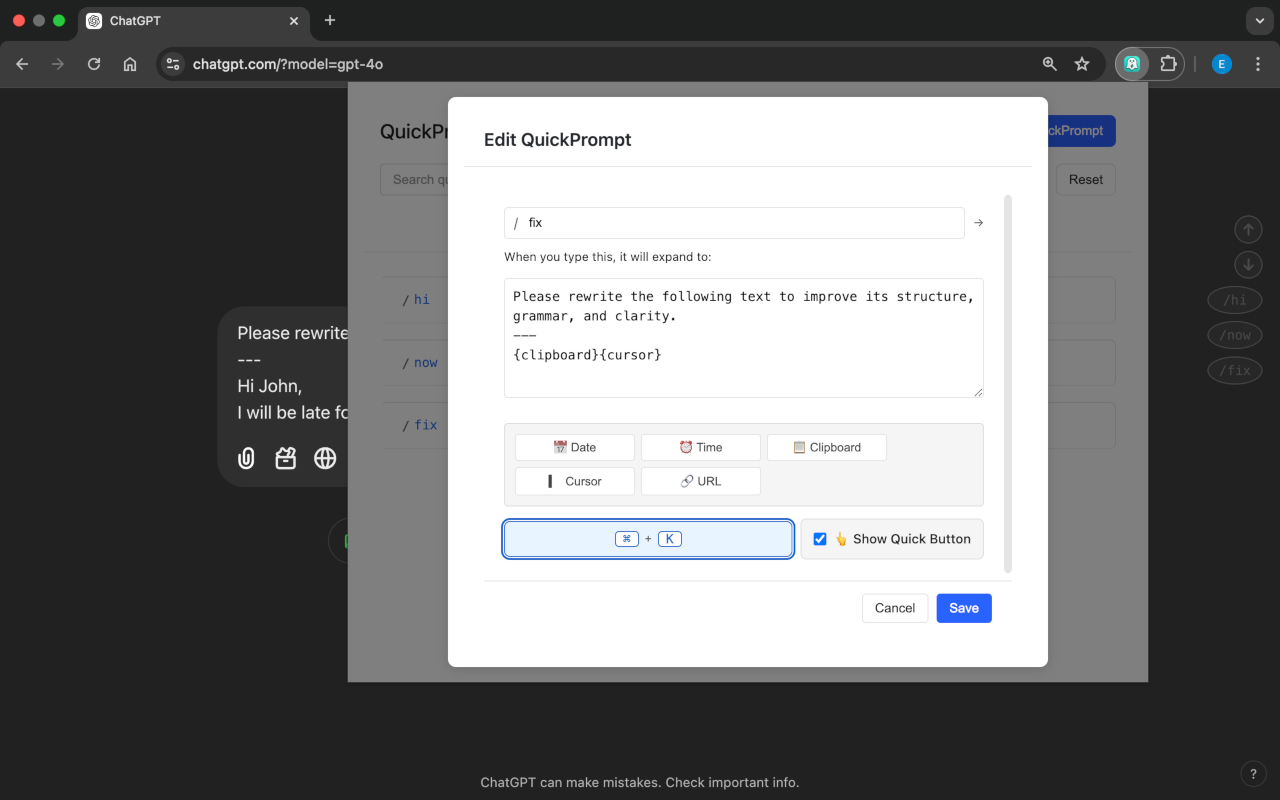 ChatGPT
chatgpt.com/?model=gpt-4o
E
QuickPr
ckPrompt
Search qu
Reset
/ hi
/ now
/ fix
Edit QuickPrompt
/ fix →
When you type this, it will expand to:
Please rewrite the following text to improve its structure,
grammar, and clarity.
---
{clipboard}{cursor}
Date
Time
Clipboard
Cursor
URL
⌘ + K
Show Quick Button
Cancel
Save
Please rewrite
---
Hi John,
I will be late fo
/hi
/now
/fix
ChatGPT can make mistakes. Check important info.
?